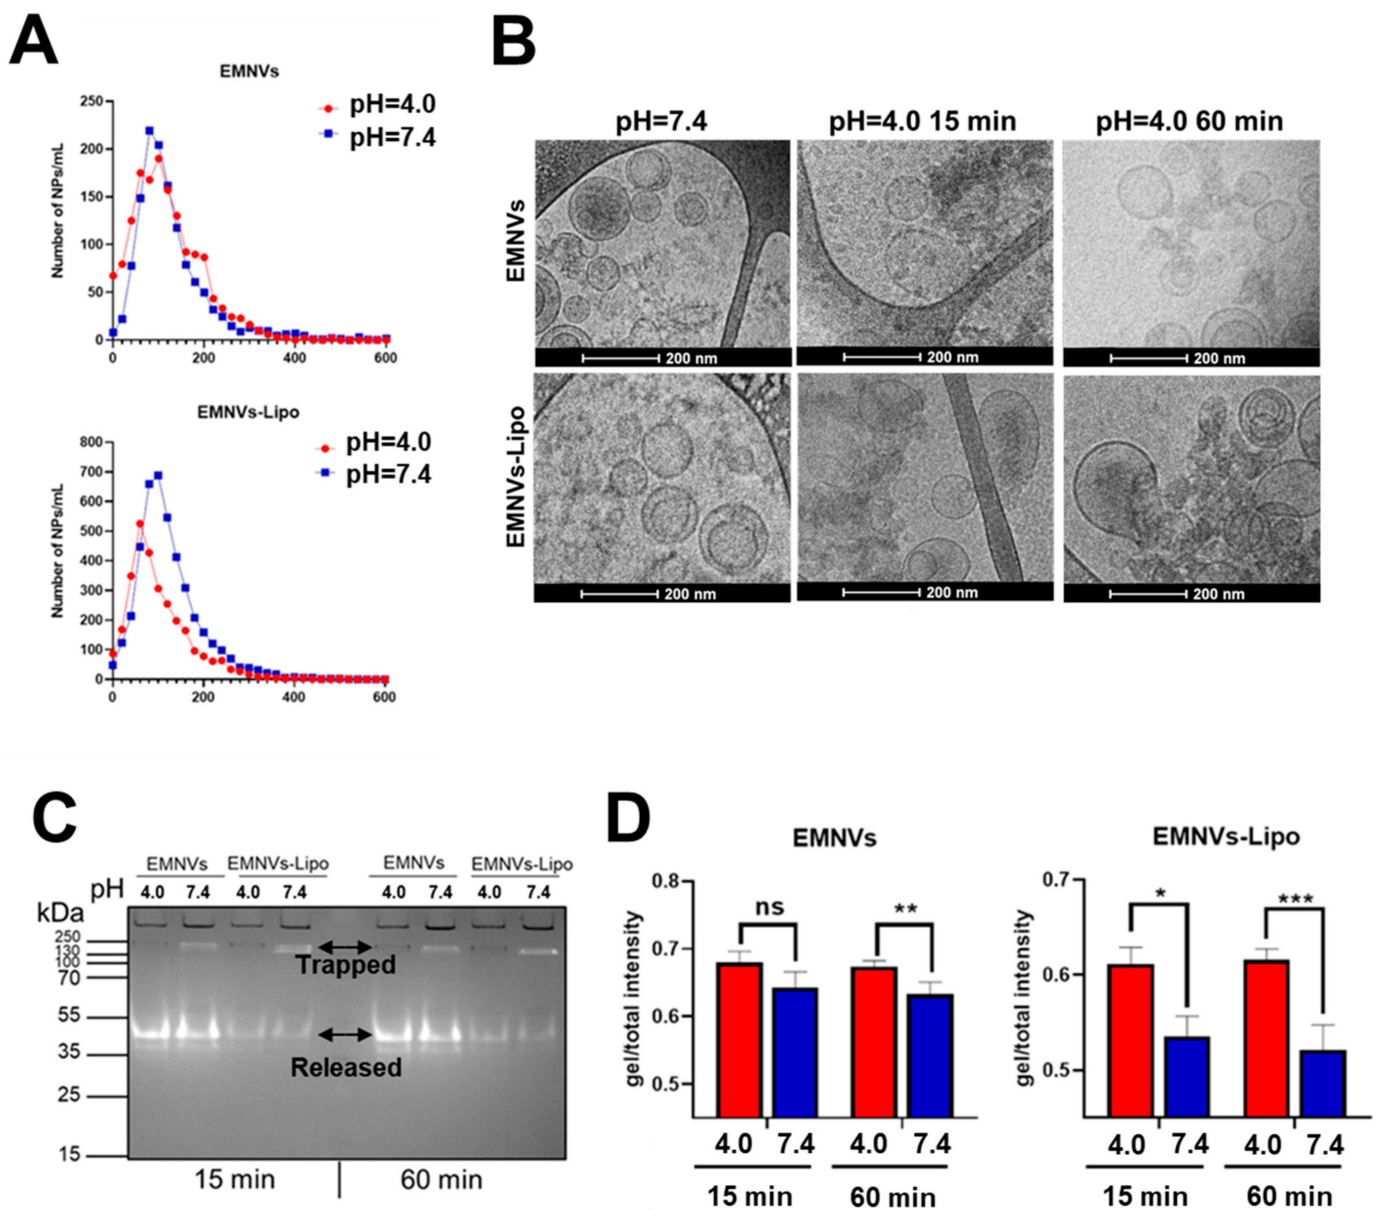 A
EMNVs
pH=4.0
pH=7.4
Number of NPs/mL
250
200
150
100
50
0
0 200 400 600
EMNVs-Lipo
pH=4.0
pH=7.4
Number of NPs/mL
800
700
600
500
400
300
200
100
0
0 200 400 600
B
pH=7.4 pH=4.0 15 min pH=4.0 60 min
EMNVs
200 nm 200 nm 200 nm
EMNVs-Lipo
200 nm 200 nm 200 nm
C
EMNVs EMNVs-Lipo EMNVs EMNVs-Lipo
pH 4.0 7.4 4.0 7.4 4.0 7.4 4.0 7.4
kDa
250
130
100
70
55
35
25
15
Trapped
Released
15 min 60 min
D
EMNVs
gel/total intensity
0.8
0.7
0.6
0.5
ns **
4.0 7.4 4.0 7.4
15 min 60 min
EMNVs-Lipo
gel/total intensity
0.7
0.6
0.5
* ***
4.0 7.4 4.0 7.4
15 min 60 min